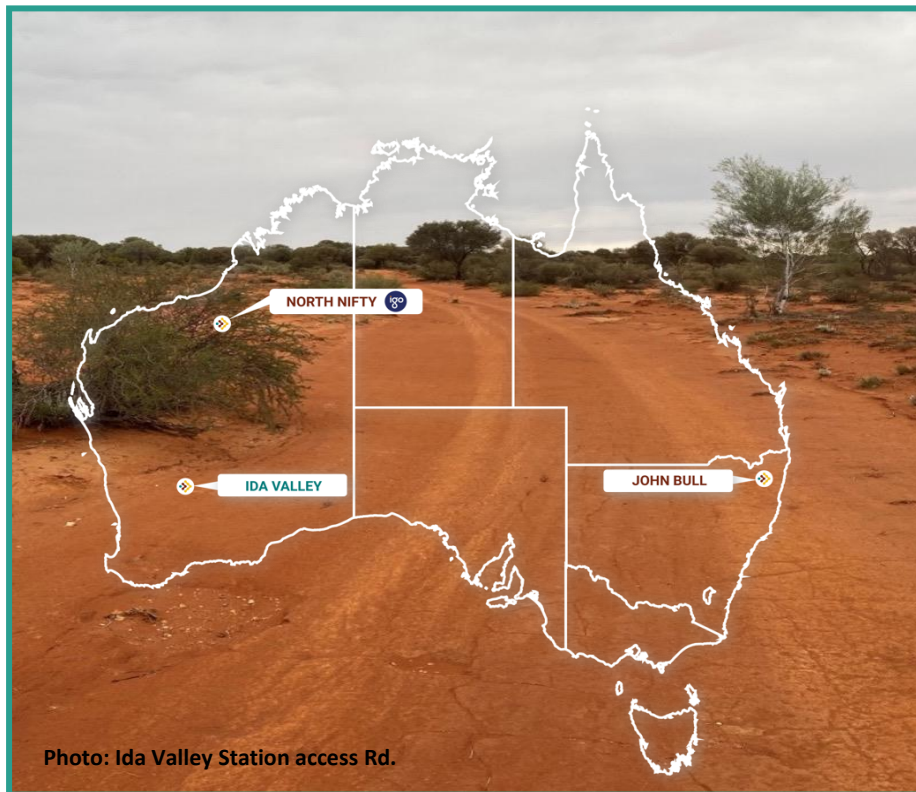 NORTH NIFTY igo
IDA VALLEY
JOHN BULL
Photo: Ida Valley Station access Rd.